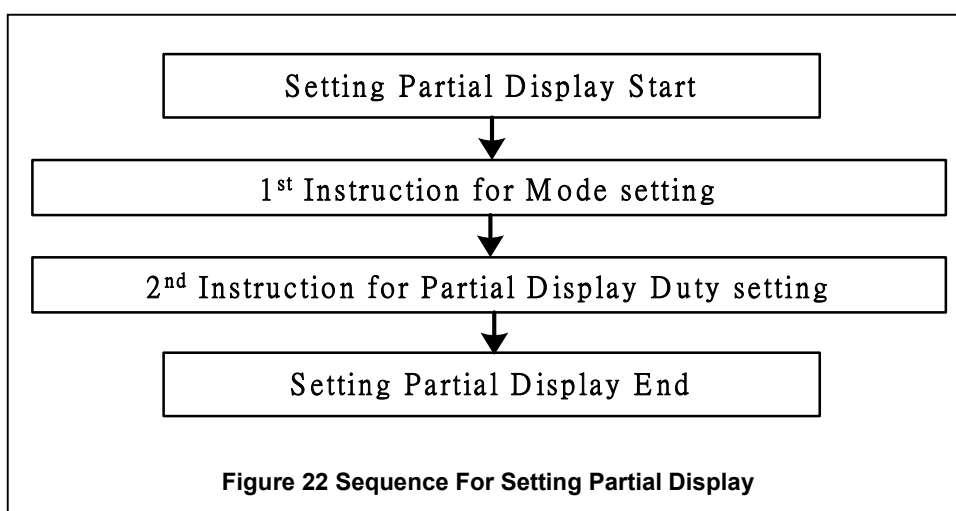 Setting Partial Display Start
1st Instruction for Mode setting
2nd Instruction for Partial Display Duty setting
Setting Partial Display End
Figure 22 Sequence For Setting Partial Display